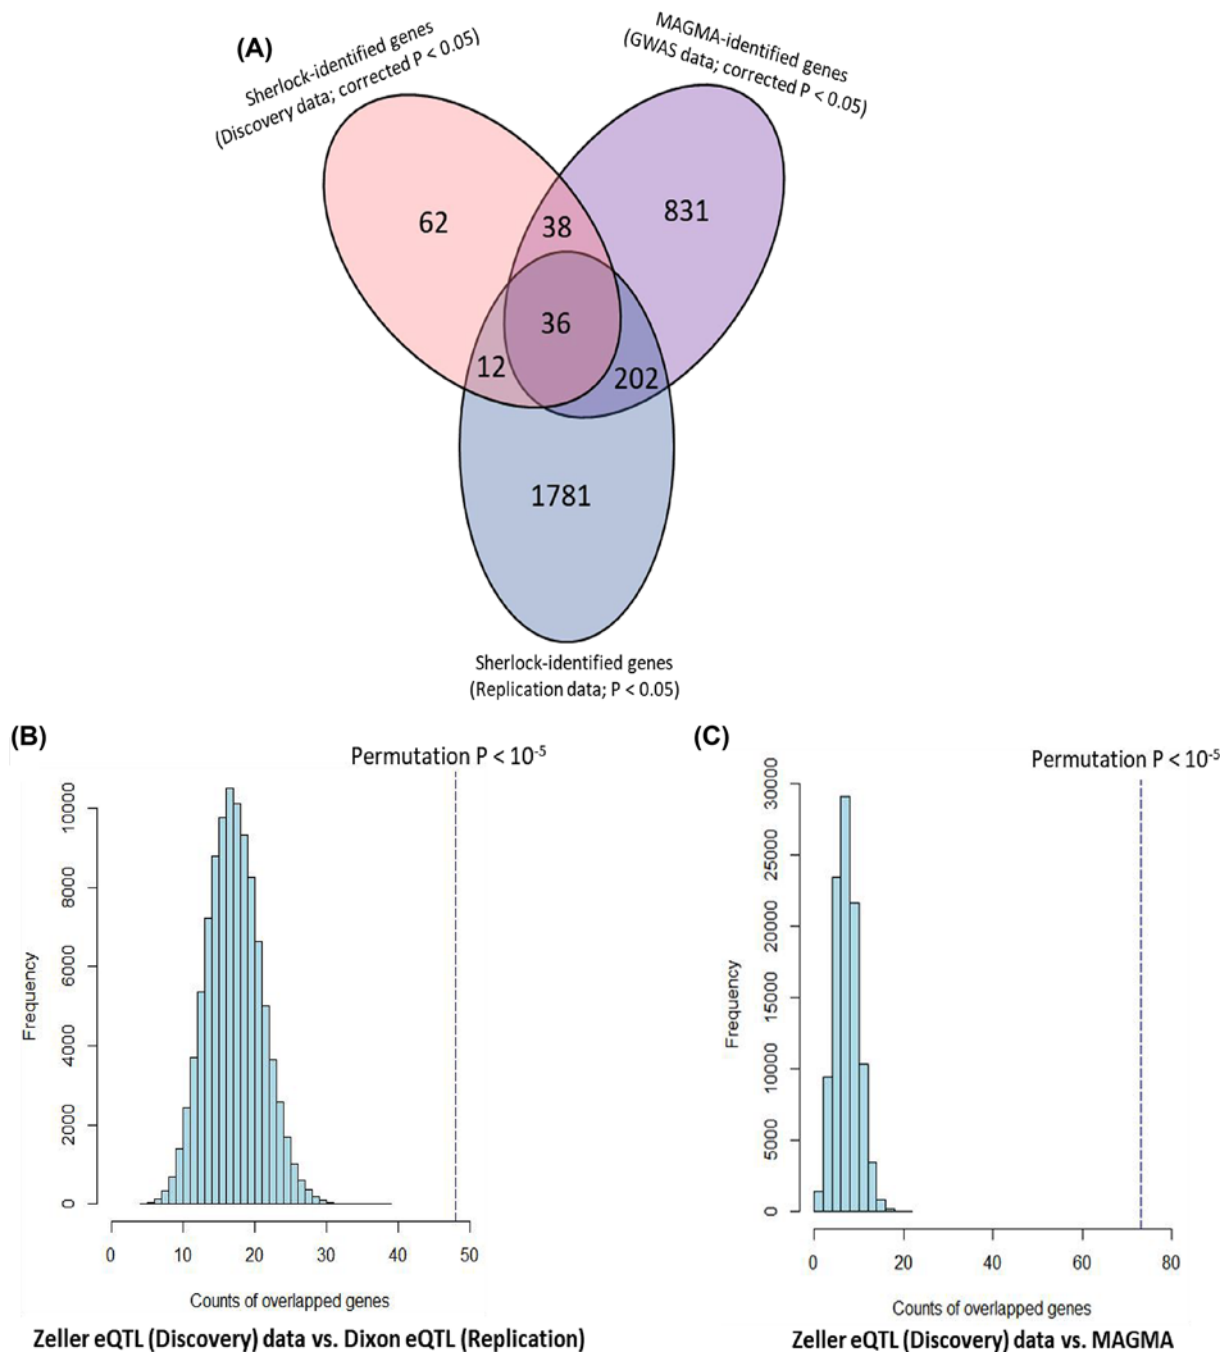 (A)
Sherlock-identified genes
(Discovery data; corrected P < 0.05)
MAGMA-identified genes
(GWAS data; corrected P < 0.05)
62
38
831
36
12
202
1781
Sherlock-identified genes
(Replication data; P < 0.05)
(B)
Permutation P < 10-5
Frequency
0
2000
4000
6000
8000
10000
0 10 20 30 40 50
Counts of overlapped genes
Zeller eQTL (Discovery) data vs. Dixon eQTL (Replication)
(C)
Permutation P < 10-5
Frequency
0
5000
10000
15000
20000
25000
30000
0 20 40 60 80
Counts of overlapped genes
Zeller eQTL (Discovery) data vs. MAGMA